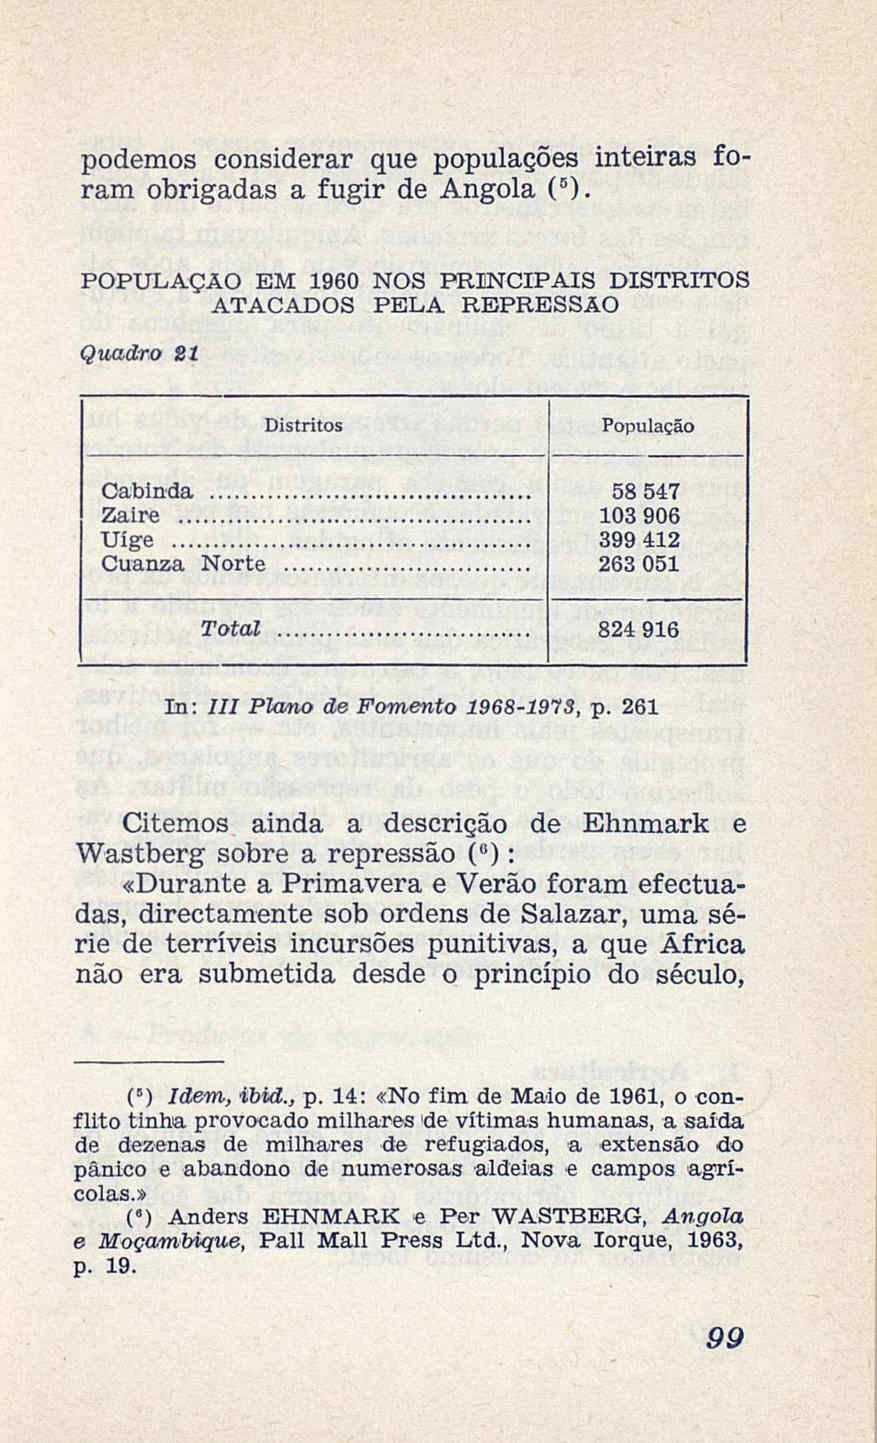 podemos considerar que populações inteiras fo-
ram obrigadas a fugir de Angola (⁵).
POPULAÇÃO EM 1960 NOS PRINCIPAIS DISTRITOS
ATACADOS PELA REPRESSÃO
Quadro 21
Distritos População
Cabinda ...................................... 58 547
Zaire .......................................... 103 906
Uíge ........................................... 399 412
Cuanza Norte .............................. 263 051
Total .............................. 824 916
In: III Plano de Fomento 1968-1973, p. 261
Citemos ainda a descrição de Ehnmark e
Wastberg sobre a repressão (⁶) :
«Durante a Primavera e Verão foram efectua-
das, directamente sob ordens de Salazar, uma sé-
rie de terríveis incursões punitivas, a que África
não era submetida desde o princípio do século,
(⁵) Idem, ibid., p. 14: «No fim de Maio de 1961, o con-
flito tinha provocado milhares de vítimas humanas, a saída
de dezenas de milhares de refugiados, a extensão do
pânico e abandono de numerosas aldeias e campos agrí-
colas.»
(⁶) Anders EHNMARK e Per WASTBERG, Angola
e Moçambique, Pall Mall Press Ltd., Nova Iorque, 1963,
p. 19.
99